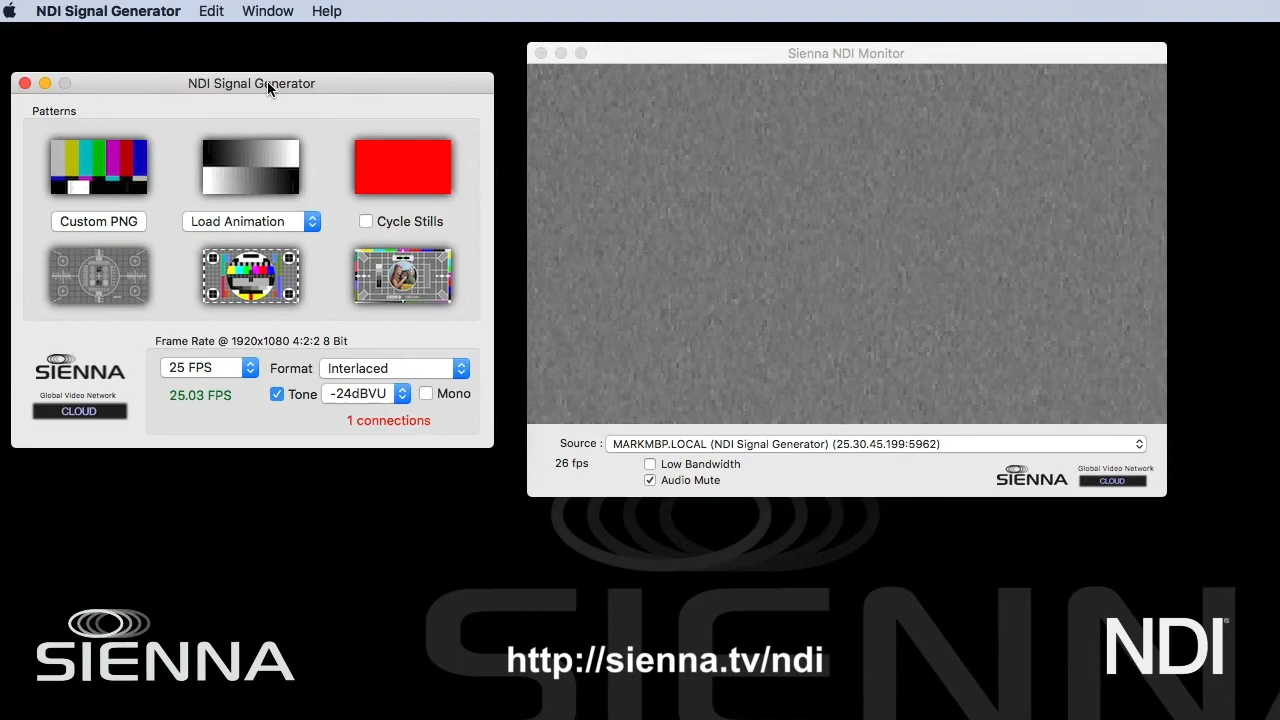 NDI Signal Generator Edit Window Help
NDI Signal Generator
Patterns
Custom PNG
Load Animation
Cycle Stills
Frame Rate @ 1920x1080 4:2:2 8 Bit
25 FPS
Format
Interlaced
25.03 FPS
Tone
-24dBVU
Mono
1 connections
SIENNA
Global Video Network
CLOUD
Sienna NDI Monitor
Source : MARKMBP.LOCAL (NDI Signal Generator) (25.30.45.199:5962)
26 fps
Low Bandwidth
Audio Mute
SIENNA
Global Video Network
CLOUD
SIENNA
SIENNA
http://sienna.tv/ndi
NDI®